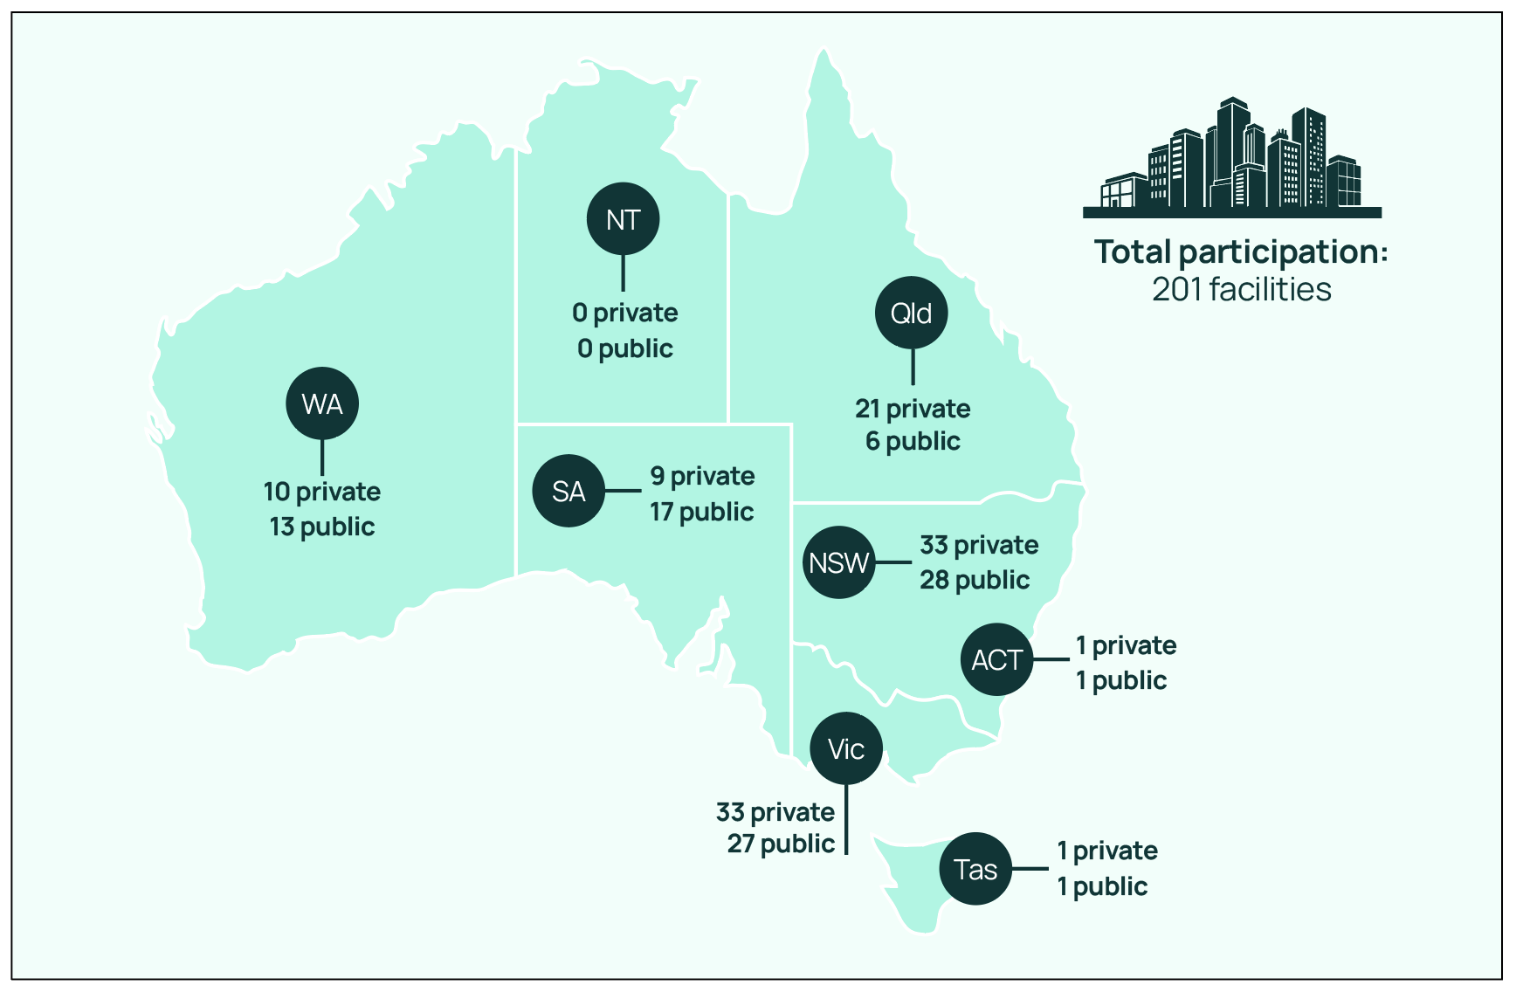 NT
0 private
0 public
Total participation:
201 facilities
Qld
21 private
6 public
WA
10 private
13 public
SA
9 private
17 public
NSW
33 private
28 public
ACT
1 private
1 public
Vic
33 private
27 public
Tas
1 private
1 public